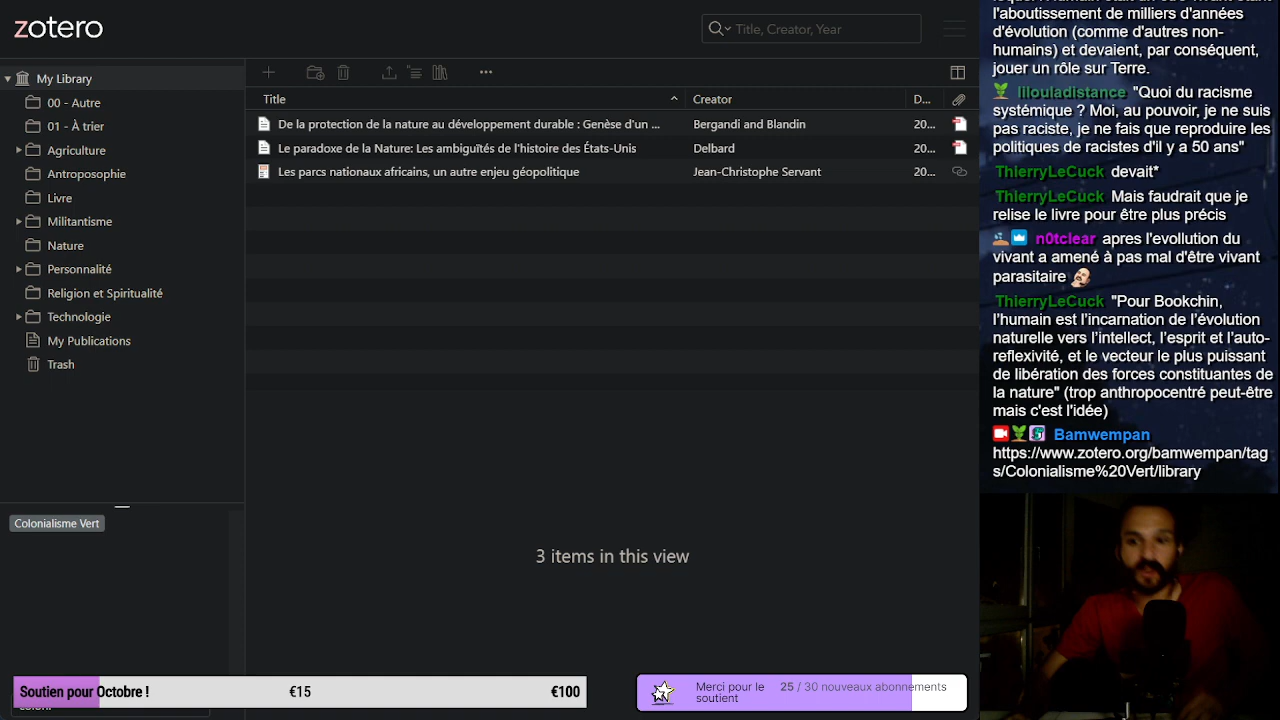 zotero
Title, Creator, Year
My Library
00 - Autre
01 - À trier
Agriculture
Antroposophie
Livre
Militantisme
Nature
Personnalité
Religion et Spiritualité
Technologie
My Publications
Trash
Colonialisme Vert
Title Creator D...
De la protection de la nature au développement durable : Genèse d'un ... Bergandi and Blandin 20...
Le paradoxe de la Nature: Les ambiguïtés de l'histoire des États-Unis Delbard 20...
Les parcs nationaux africains, un autre enjeu géopolitique Jean-Christophe Servant 20...
3 items in this view
Soutien pour Octobre ! €15 €100
Merci pour le
soutient
25 / 30 nouveaux abonnements
l'aboutissement de milliers d'années
d'évolution (comme d'autres non-
humains) et devaient, par conséquent,
jouer un rôle sur Terre.
lilouladistance "Quoi du racisme
systémique ? Moi, au pouvoir, je ne suis
pas raciste, je ne fais que reproduire les
politiques de racistes d'il y a 50 ans"
ThierryLeCuck devait*
ThierryLeCuck Mais faudrait que je
relise le livre pour être plus précis
n0tclear apres l'evollution du
vivant a amené à pas mal d'être vivant
parasitaire
ThierryLeCuck "Pour Bookchin,
l'humain est l'incarnation de l'évolution
naturelle vers l'intellect, l'esprit et l'auto-
reflexivité, et le vecteur le plus puissant
de libération des forces constituantes de
la nature" (trop anthropocentré peut-être
mais c'est l'idée)
Bamwempan
https://www.zotero.org/bamwempan/tag
s/Colonialisme%20Vert/library